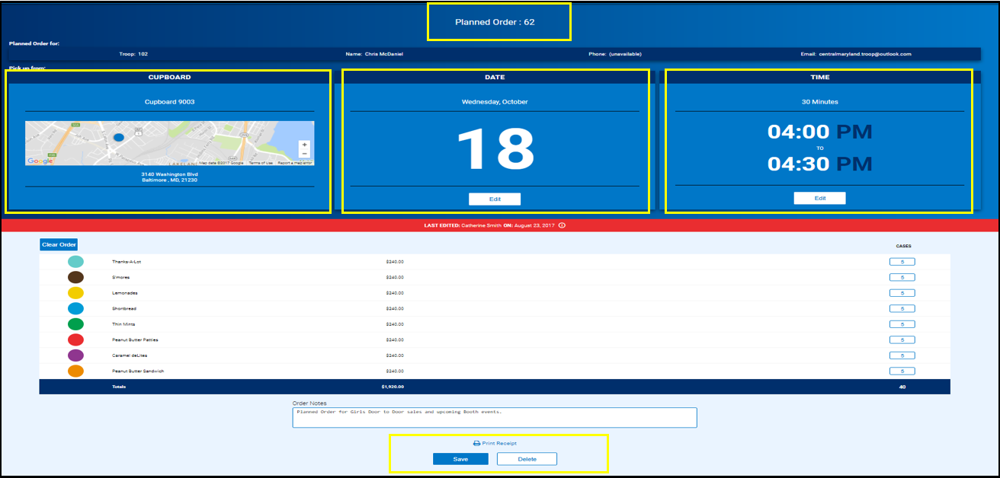 Planned Order : 62
Planned Order for:
Troop: 102 Name: Chris McDaniel Phone: (unavailable) Email: centralmaryland.troop@outlook.com
Pick up from:
CUPBOARD DATE TIME
Cupboard 9003 Wednesday, October 30 Minutes
18
04:00 PM
TO
04:30 PM
+
−
Google LAKELAND Map data ©2017 Google Terms of Use Report a map error
3140 Washington Blvd
Baltimore , MD, 21230
Edit Edit
LAST EDITED: Catherine Smith ON: August 23, 2017
Clear Order CASES
Thanks-A-Lot $240.00 5
S'mores $240.00 5
Lemonades $240.00 5
Shortbread $240.00 5
Thin Mints $240.00 5
Peanut Butter Patties $240.00 5
Caramel deLites $240.00 5
Peanut Butter Sandwich $240.00 5
Totals $1,920.00 40
Order Notes
Planned Order for Girls Door to Door sales and upcoming Booth events.
Print Receipt
Save Delete